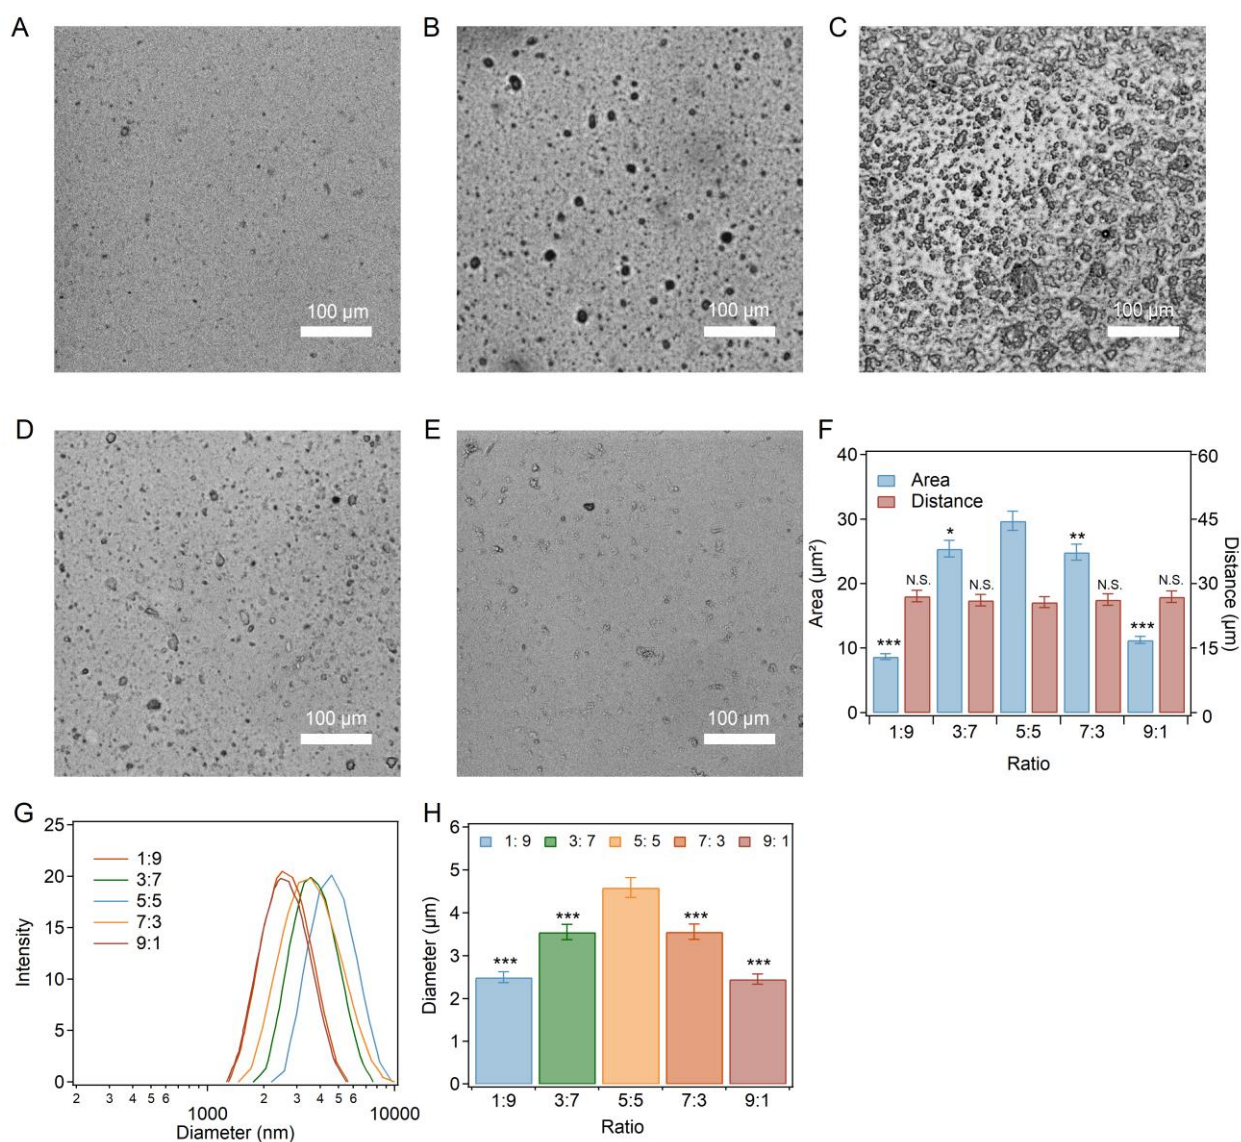 A
100 µm
B
100 µm
C
100 µm
D
100 µm
E
100 µm
F
Area (µm²)
40
30
20
10
0
Area
Distance
***
N.S.
*
N.S.
**
N.S.
***
N.S.
60
45
30
15
0
Distance (µm)
1:9 3:7 5:5 7:3 9:1
Ratio
G
Intensity
25
20
15
10
5
0
1:9
3:7
5:5
7:3
9:1
2 3 4 5 6 1000 2 3 4 5 6 10000
Diameter (nm)
H
Diameter (µm)
6
5
4
3
2
1
0
1: 9 3: 7 5: 5 7: 3 9: 1
***
***
***
***
1:9 3:7 5:5 7:3 9:1
Ratio